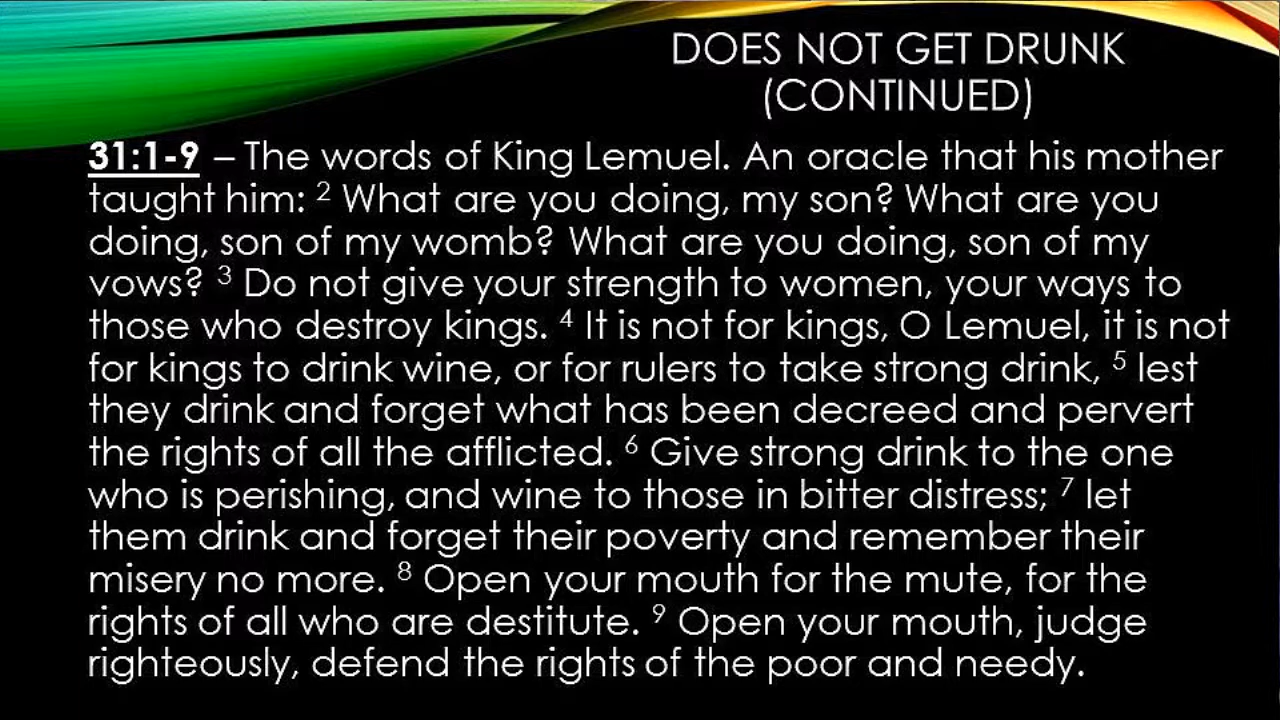 DOES NOT GET DRUNK
(CONTINUED)
31:1-9 – The words of King Lemuel. An oracle that his mother
taught him: 2 What are you doing, my son? What are you
doing, son of my womb? What are you doing, son of my
vows? 3 Do not give your strength to women, your ways to
those who destroy kings. 4 It is not for kings, O Lemuel, it is not
for kings to drink wine, or for rulers to take strong drink, 5 lest
they drink and forget what has been decreed and pervert
the rights of all the afflicted. 6 Give strong drink to the one
who is perishing, and wine to those in bitter distress; 7 let
them drink and forget their poverty and remember their
misery no more. 8 Open your mouth for the mute, for the
rights of all who are destitute. 9 Open your mouth, judge
righteously, defend the rights of the poor and needy.